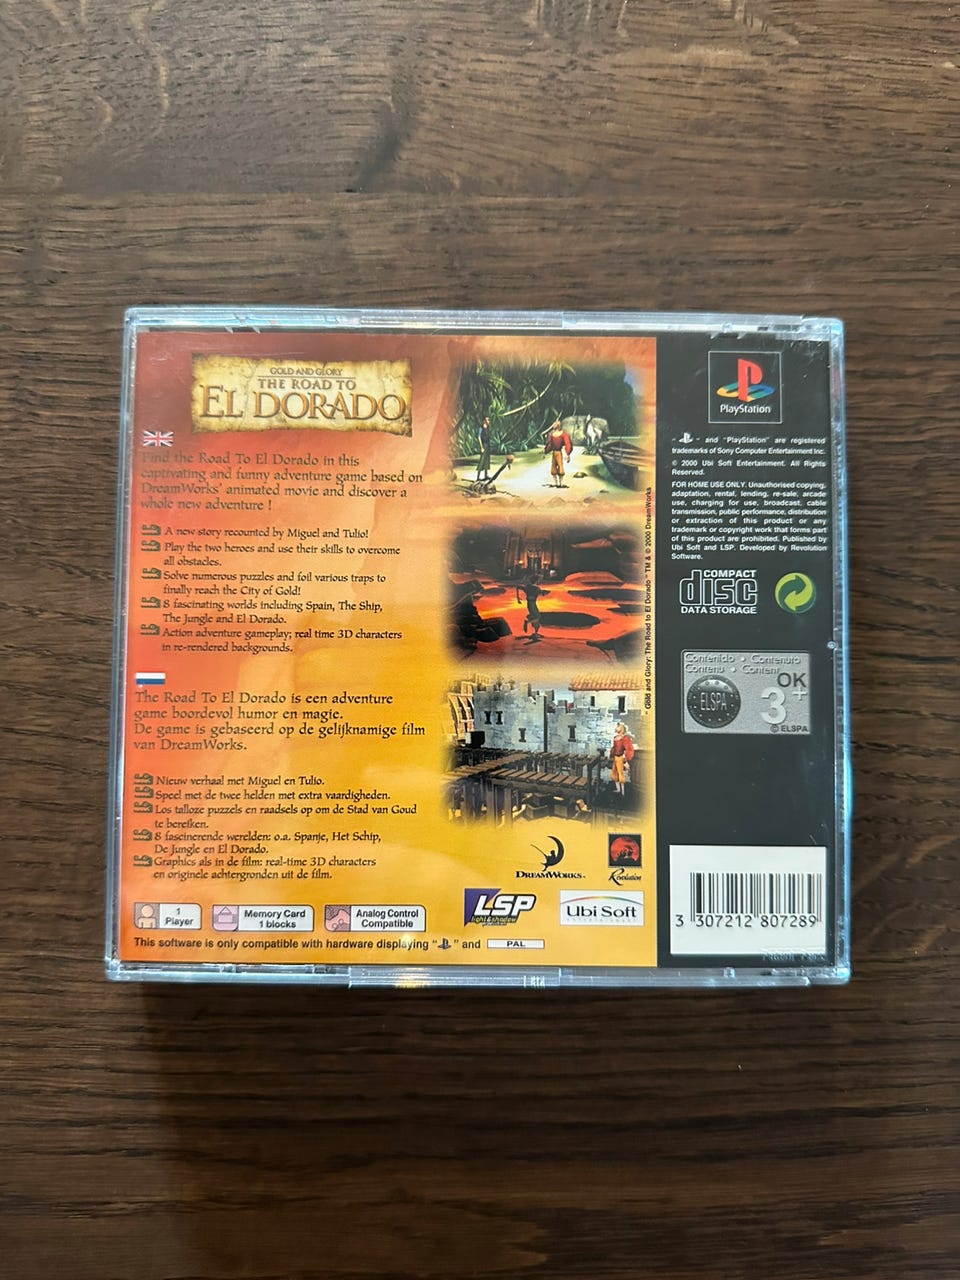 GOLD AND GLORY
THE ROAD TO
EL DORADO
Find the Road To El Dorado in this
captivating and funny adventure game based on
DreamWorks' animated movie and discover a
whole new adventure !
A new story recounted by Miguel and Tulio!
Play the two heroes and use their skills to overcome
all obstacles.
Solve numerous puzzles and foil various traps to
finally reach the City of Gold!
8 fascinating worlds including Spain, The Ship,
The Jungle and El Dorado.
Action adventure gameplay; real time 3D characters
in re-rendered backgrounds.
The Road To El Dorado is een adventure
game boordevol humor en magie.
De game is gebaseerd op de gelijknamige film
van DreamWorks.
Nieuw verhaal met Miguel en Tulio.
Speel met de twee helden met extra vaardigheden.
Los talloze puzzels en raadsels op om de Stad van Goud
te bereiken.
8 fascinerende werelden: o.a. Spanje, Het Schip,
De Jungle en El Dorado.
Graphics als in de film: real-time 3D characters
en originele achtergronden uit de film.
1
Player
Memory Card
1 blocks
Analog Control
Compatible
This software is only compatible with hardware displaying " " and PAL
DREAMWORKS
Revolution
LSP
light & shadow
Ubi Soft
ENTERTAINMENT
" Gold and Glory: The Road to El Dorado " TM & © 2000 DreamWorks
PlayStation
" " and "PlayStation" are registered
trademarks of Sony Computer Entertainment Inc.
© 2000 Ubi Soft Entertainment. All Rights
Reserved.
FOR HOME USE ONLY. Unauthorised copying,
adaptation, rental, lending, re-sale, arcade
use, charging for use, broadcast, cable
transmission, public performance, distribution
or extraction of this product or any
trademark or copyright work that forms part
of this product are prohibited. Published by
Ubi Soft and LSP. Developed by Revolution
Software.
COMPACT
disc
DATA STORAGE
Contenido • Contenuto
Contenu • Content
ELSPA
OK
3+
© ELSPA
3 307212 807289